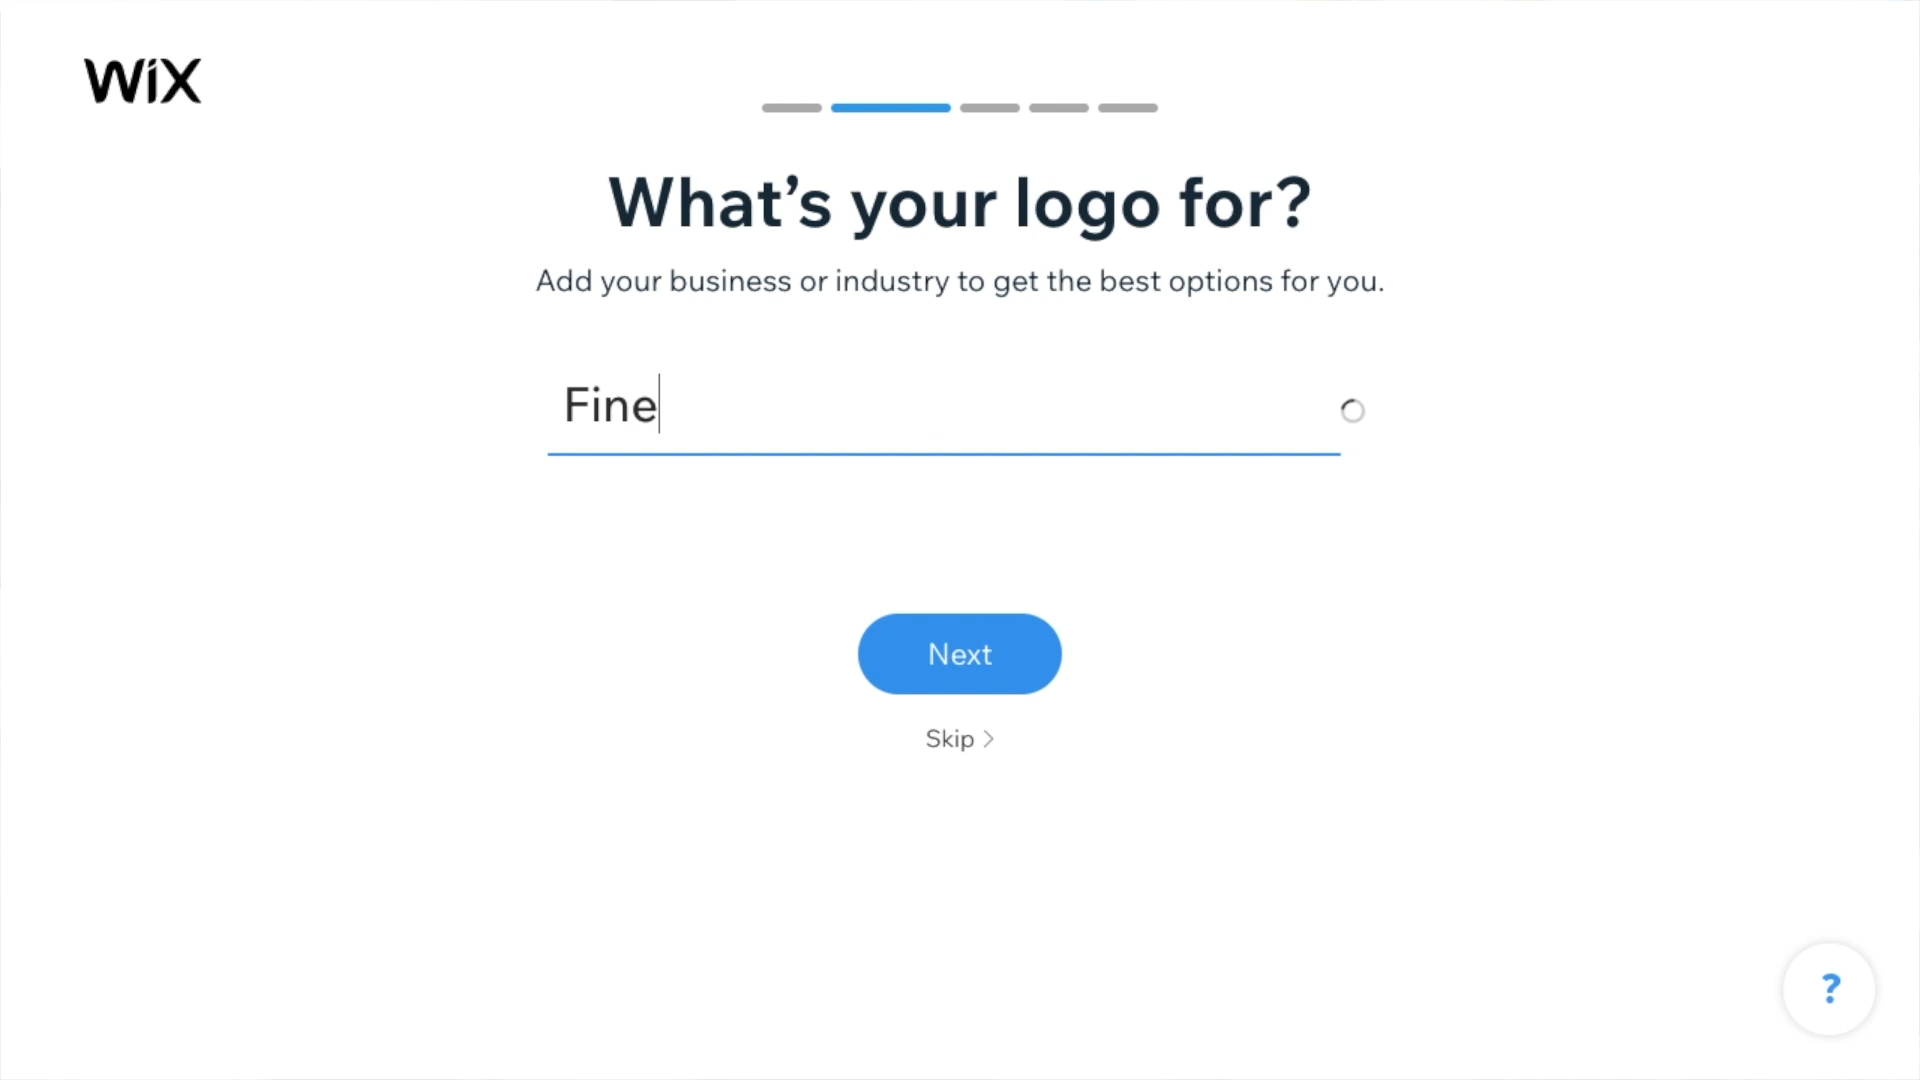 WiX
What’s your logo for?
Add your business or industry to get the best options for you.
Fine
Next
Skip >
?